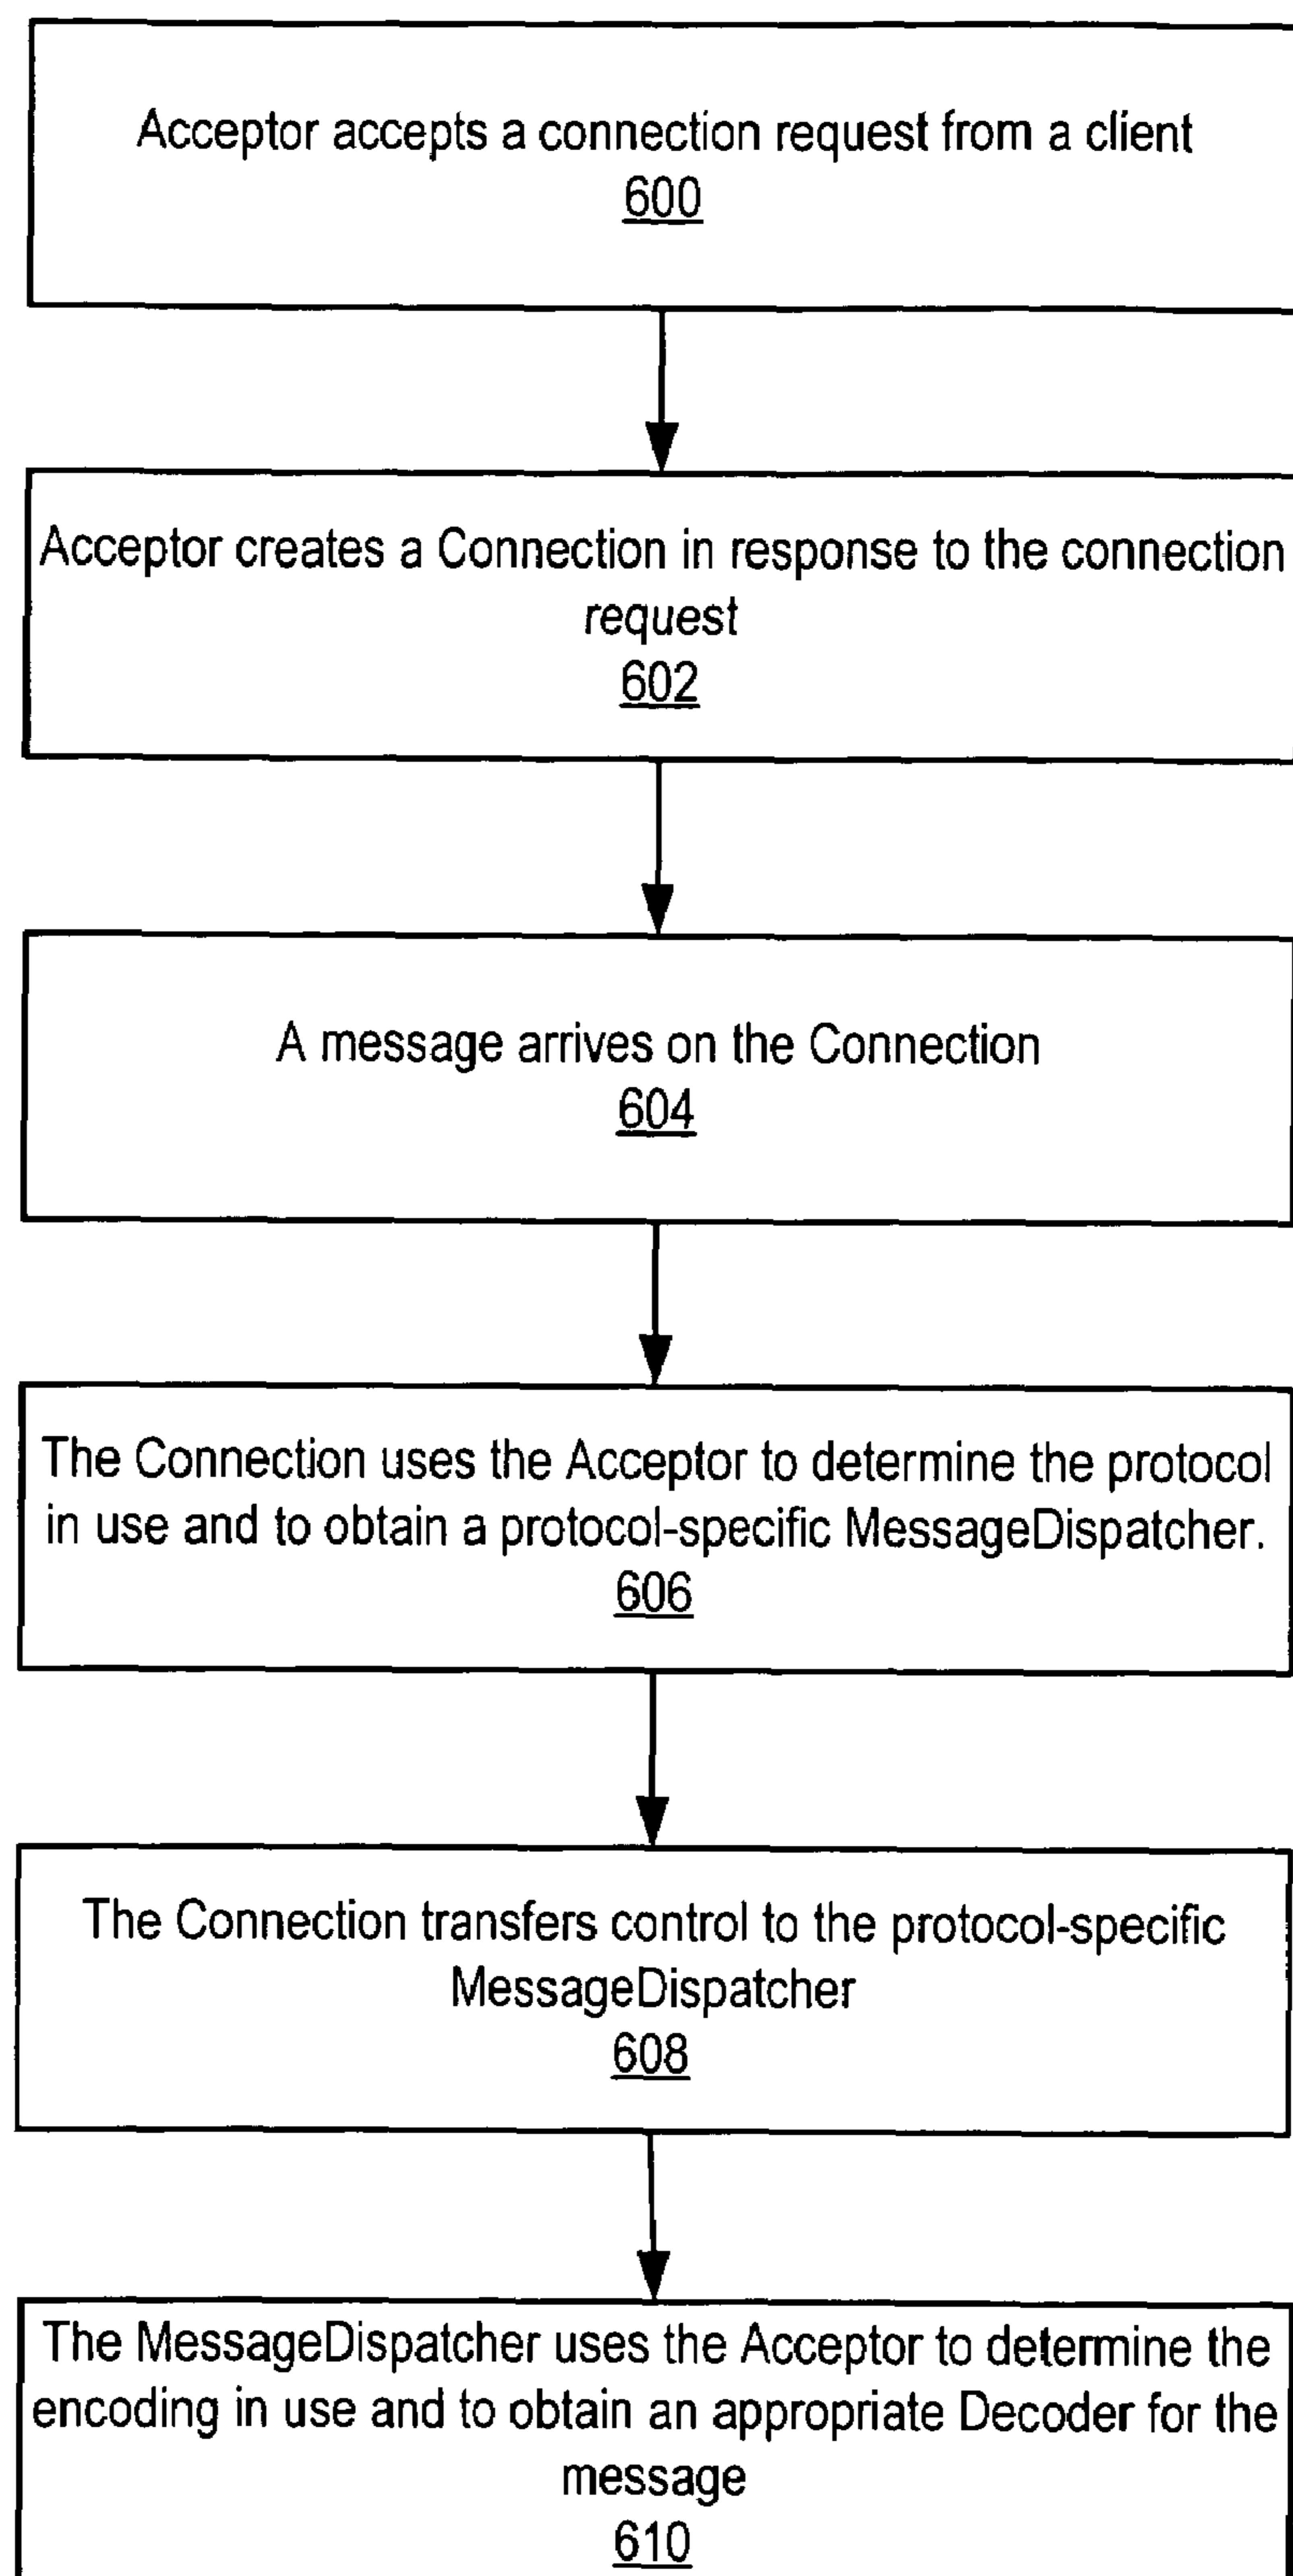 Acceptor accepts a connection request from a client
600
Acceptor creates a Connection in response to the connection
request
602
A message arrives on the Connection
604
The Connection uses the Acceptor to determine the protocol
in use and to obtain a protocol-specific MessageDispatcher.
606
The Connection transfers control to the protocol-specific
MessageDispatcher
608
The MessageDispatcher uses the Acceptor to determine the
encoding in use and to obtain an appropriate Decoder for the
message
610